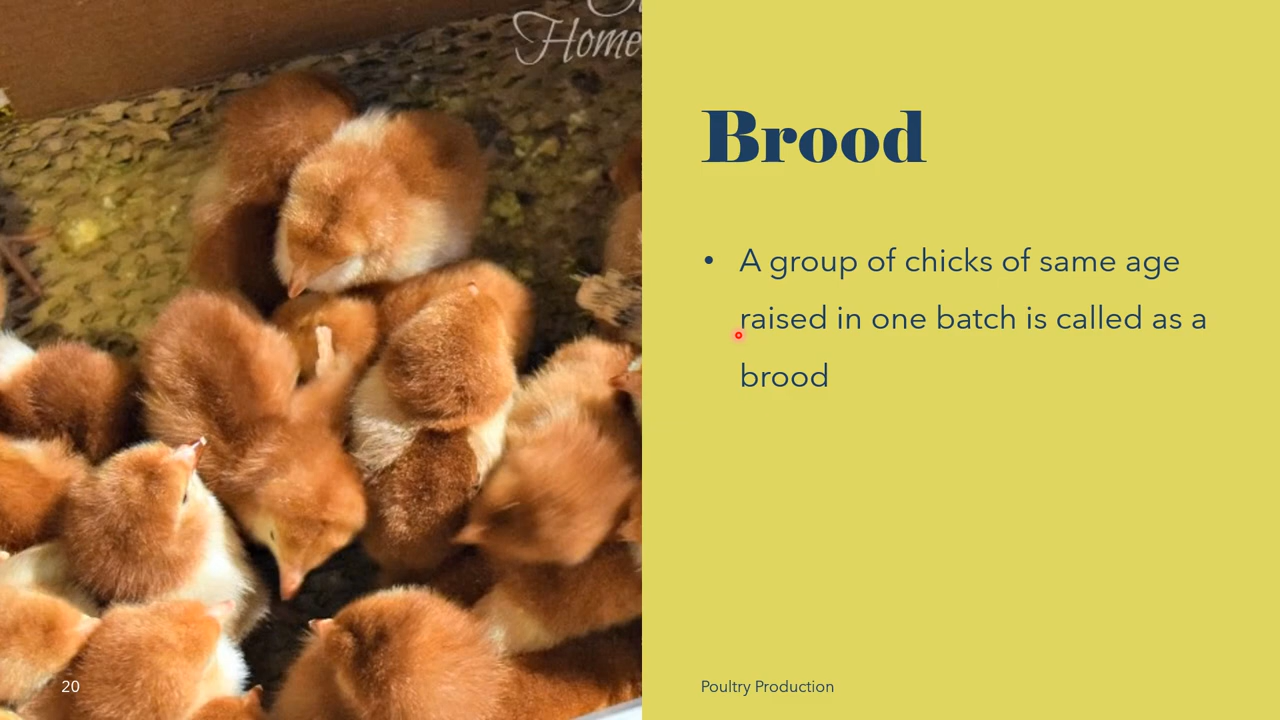 Home
Brood
• A group of chicks of same age
raised in one batch is called as a
brood
20
Poultry Production